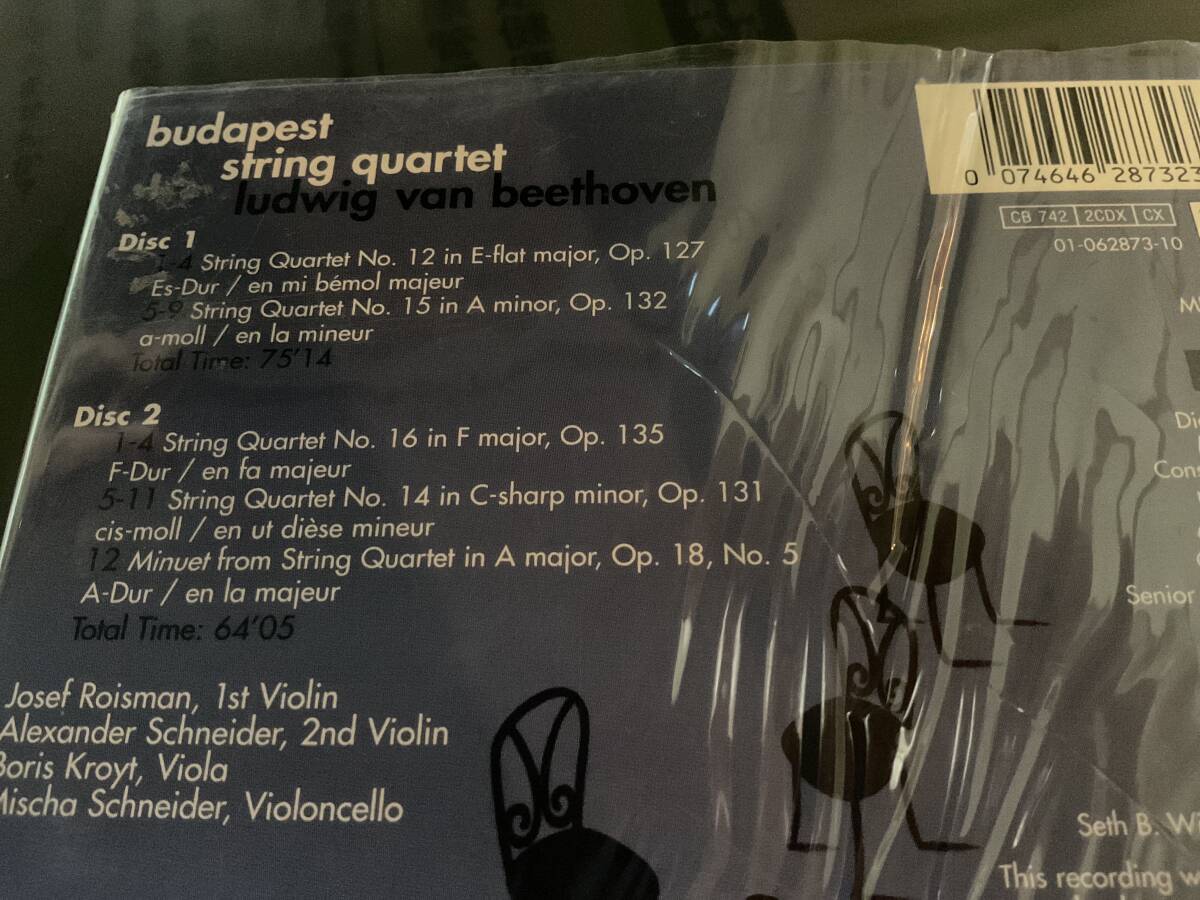 budapest
string quartet
ludwig van beethoven
Disc 1
1-4 String Quartet No. 12 in E-flat major, Op. 127
Es-Dur / en mi bémol majeur
5-9 String Quartet No. 15 in A minor, Op. 132
a-moll / en la mineur
Total Time: 75'14
Disc 2
1-4 String Quartet No. 16 in F major, Op. 135
F-Dur / en fa majeur
5-11 String Quartet No. 14 in C-sharp minor, Op. 131
cis-moll / en ut dièse mineur
12 Minuet from String Quartet in A major, Op. 18, No. 5
A-Dur / en la majeur
Total Time: 64'05
Josef Roisman, 1st Violin
Alexander Schneider, 2nd Violin
Boris Kroyt, Viola
Mischa Schneider, Violoncello
0 074646 287323
CB 742 2CDX CX
01-062873-10
Senior
Seth B.
This recording